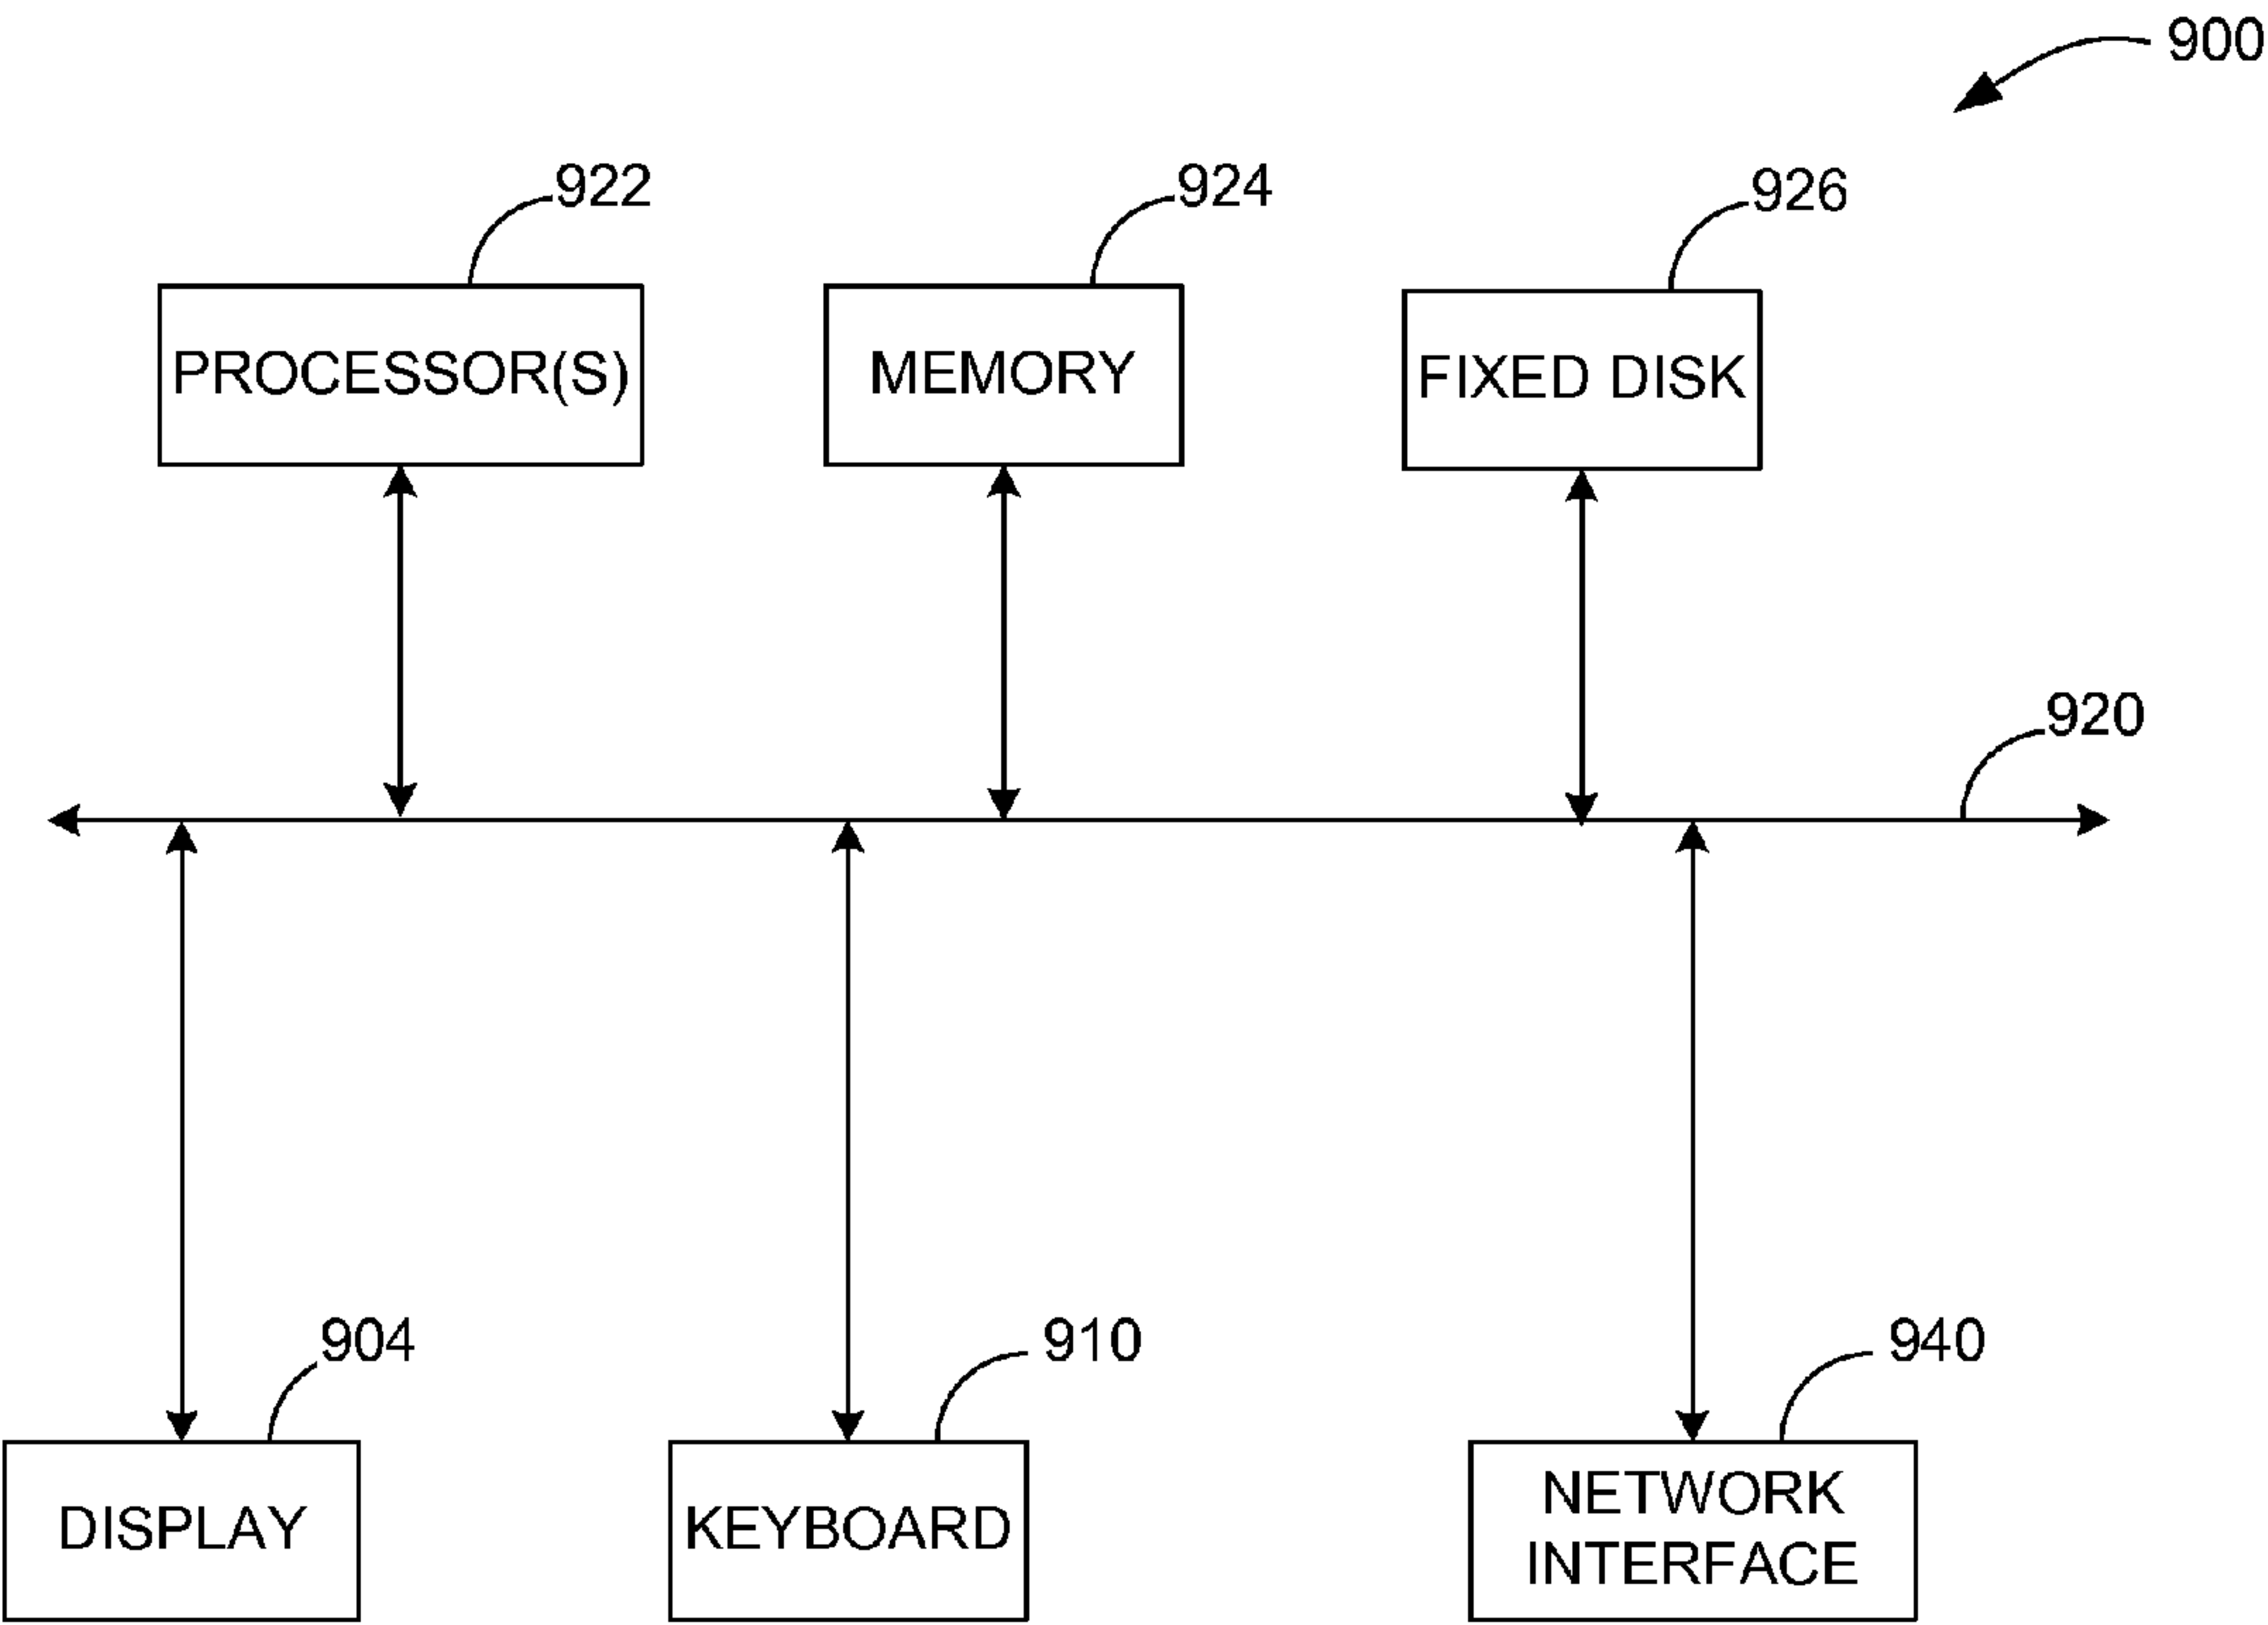 900
922
924
926
PROCESSOR(S)
MEMORY
FIXED DISK
920
904
910
940
DISPLAY
KEYBOARD
NETWORK
INTERFACE